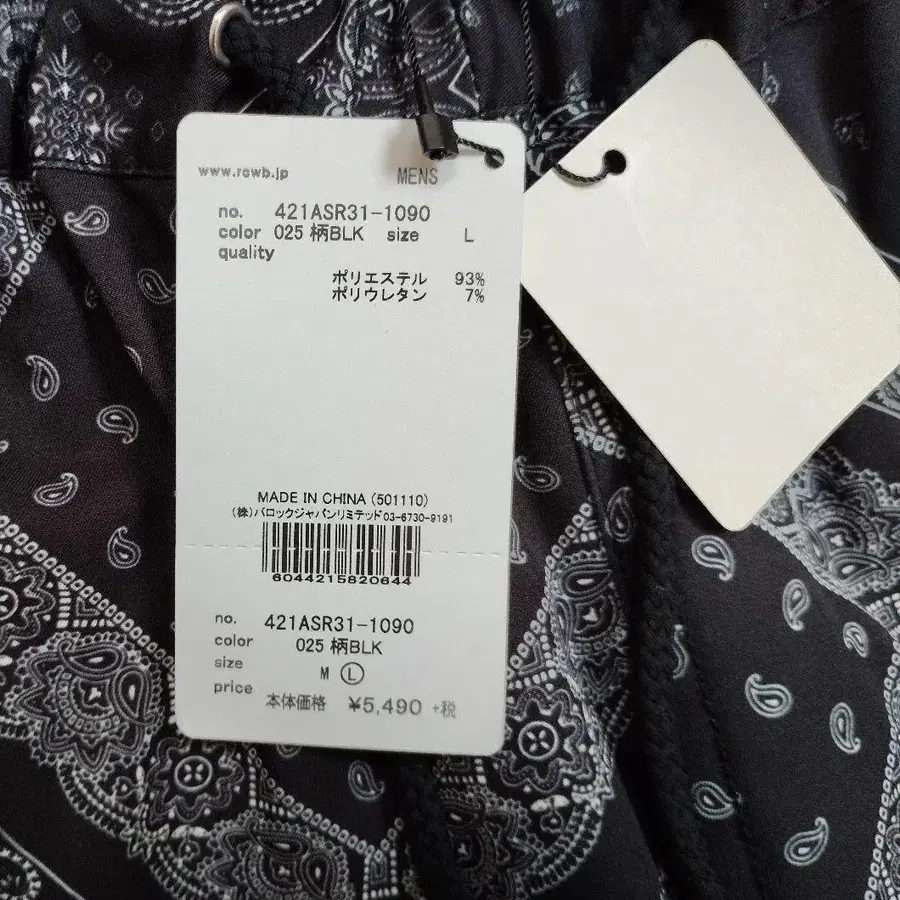 www.rcwb.jp
MENS
no. 421ASR31-1090
color 025 柄BLK size L
quality
ポリエステル 93%
ポリウレタン 7%
MADE IN CHINA (501110)
(株)バロックジャパンリミテッド03-6730-9191
6044215820644
no. 421ASR31-1090
color 025 柄BLK
size M L
price 本体価格 ¥5,490 +税